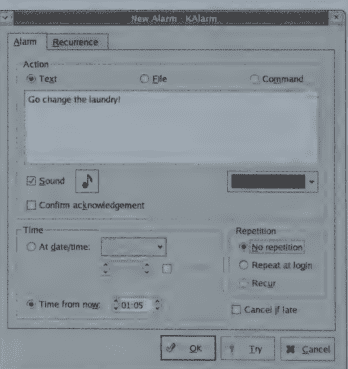 New Alarm - KAlarm
Alarm Recurrence
Action
Text File Command
Go change the laundry!
Sound
Confirm acknowledgement
Time Repetition
At date/time: No repetition
Repeat at login
Recur
Time from now: 01:05 Cancel if late
OK Try Cancel